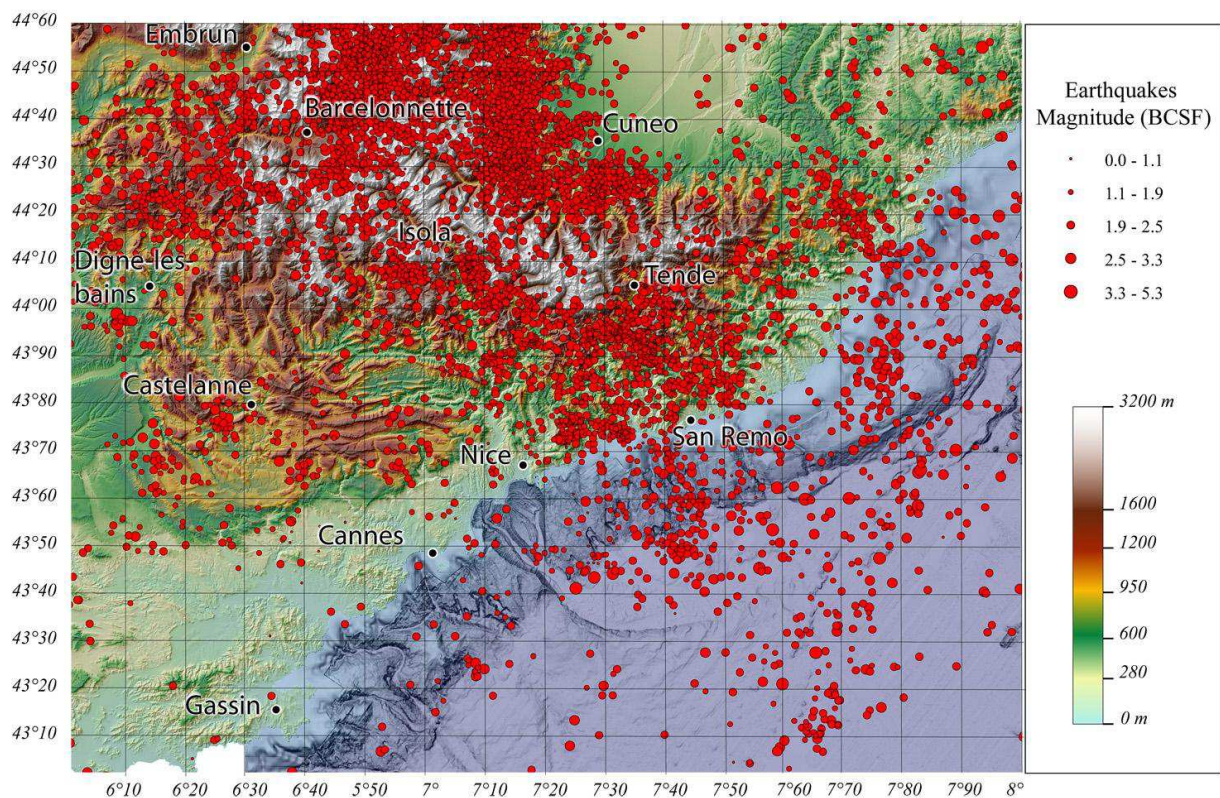 44°60
44°50
44°40
44°30
44°20
44°10
44°00
43°90
43°80
43°70
43°60
43°50
43°40
43°30
43°20
43°10
Embrun
Barcelonnette
Cuneo
Isola
Digne-les-
bains
Tende
Castelanne
San Remo
Nice
Cannes
Gassin
6°10
6°20
6°30
6°40
5°50
6°60
7°
7°10
7°20
7°30
7°40
7°50
7°60
7°70
7°80
7°90
8°
Earthquakes
Magnitude (BCSF)
0.0 - 1.1
1.1 - 1.9
1.9 - 2.5
2.5 - 3.3
3.3 - 5.3
3200 m
1600
1200
950
600
280
0 m